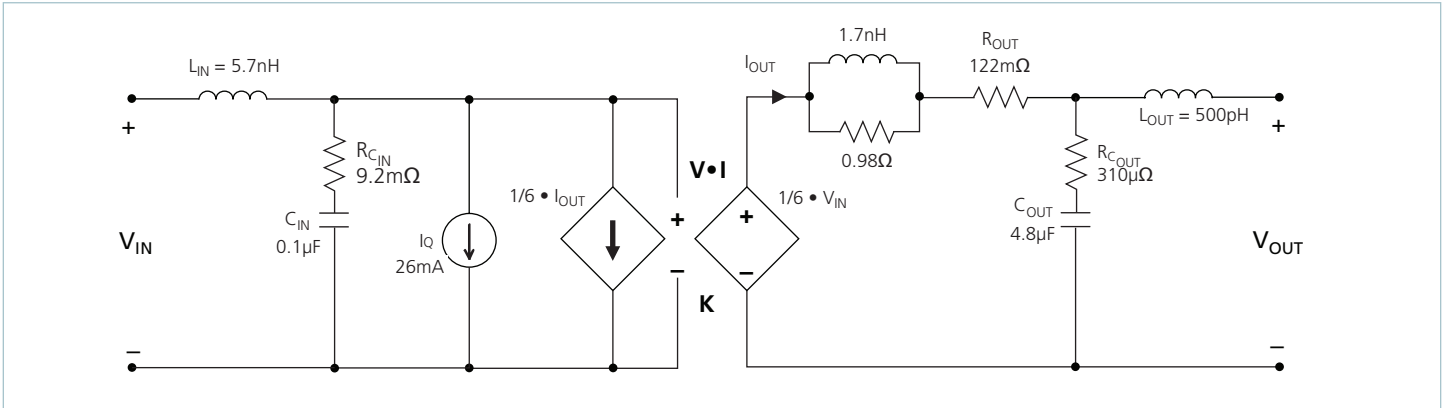 L_IN = 5.7nH
+
V_IN
−
R_C_IN
9.2mΩ
C_IN
0.1µF
I_Q
26mA
1/6 • I_OUT
V•I
+
−
K
+
−
1/6 • V_IN
I_OUT
1.7nH
0.98Ω
R_OUT
122mΩ
R_C_OUT
310µΩ
C_OUT
4.8µF
L_OUT = 500pH
+
V_OUT
−